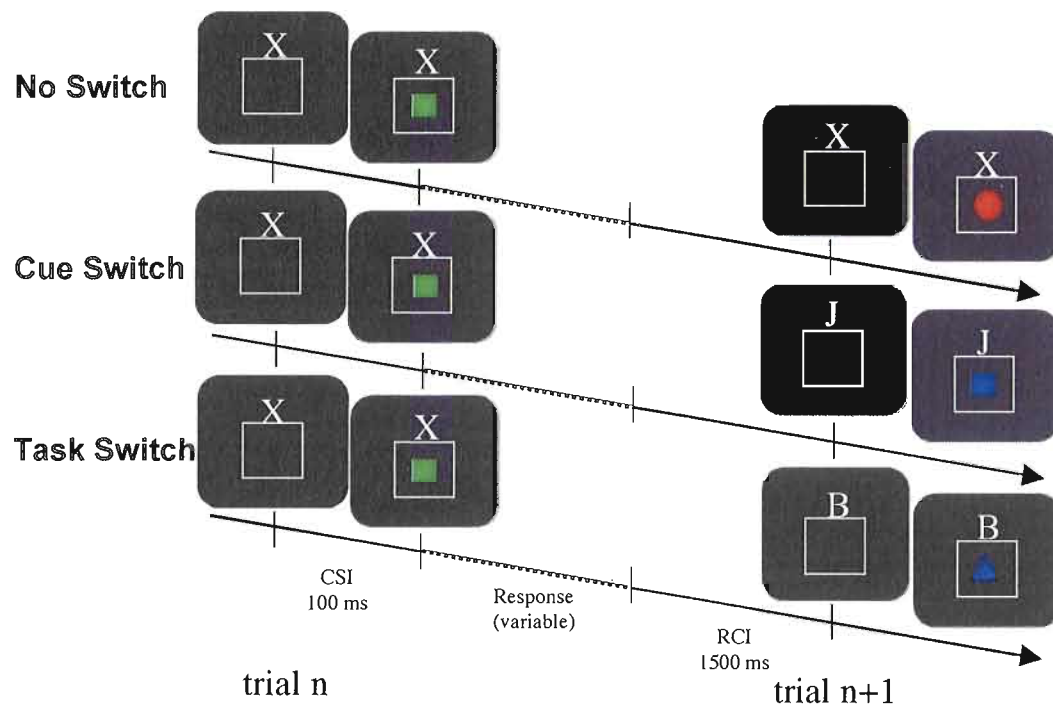 X
X
No Switch
X
X
X
X
Cue Switch
J
J
X
X
Task Switch
B
B
CSI
100 ms
Response
(variable)
RCI
1500 ms
trial n
trial n+1